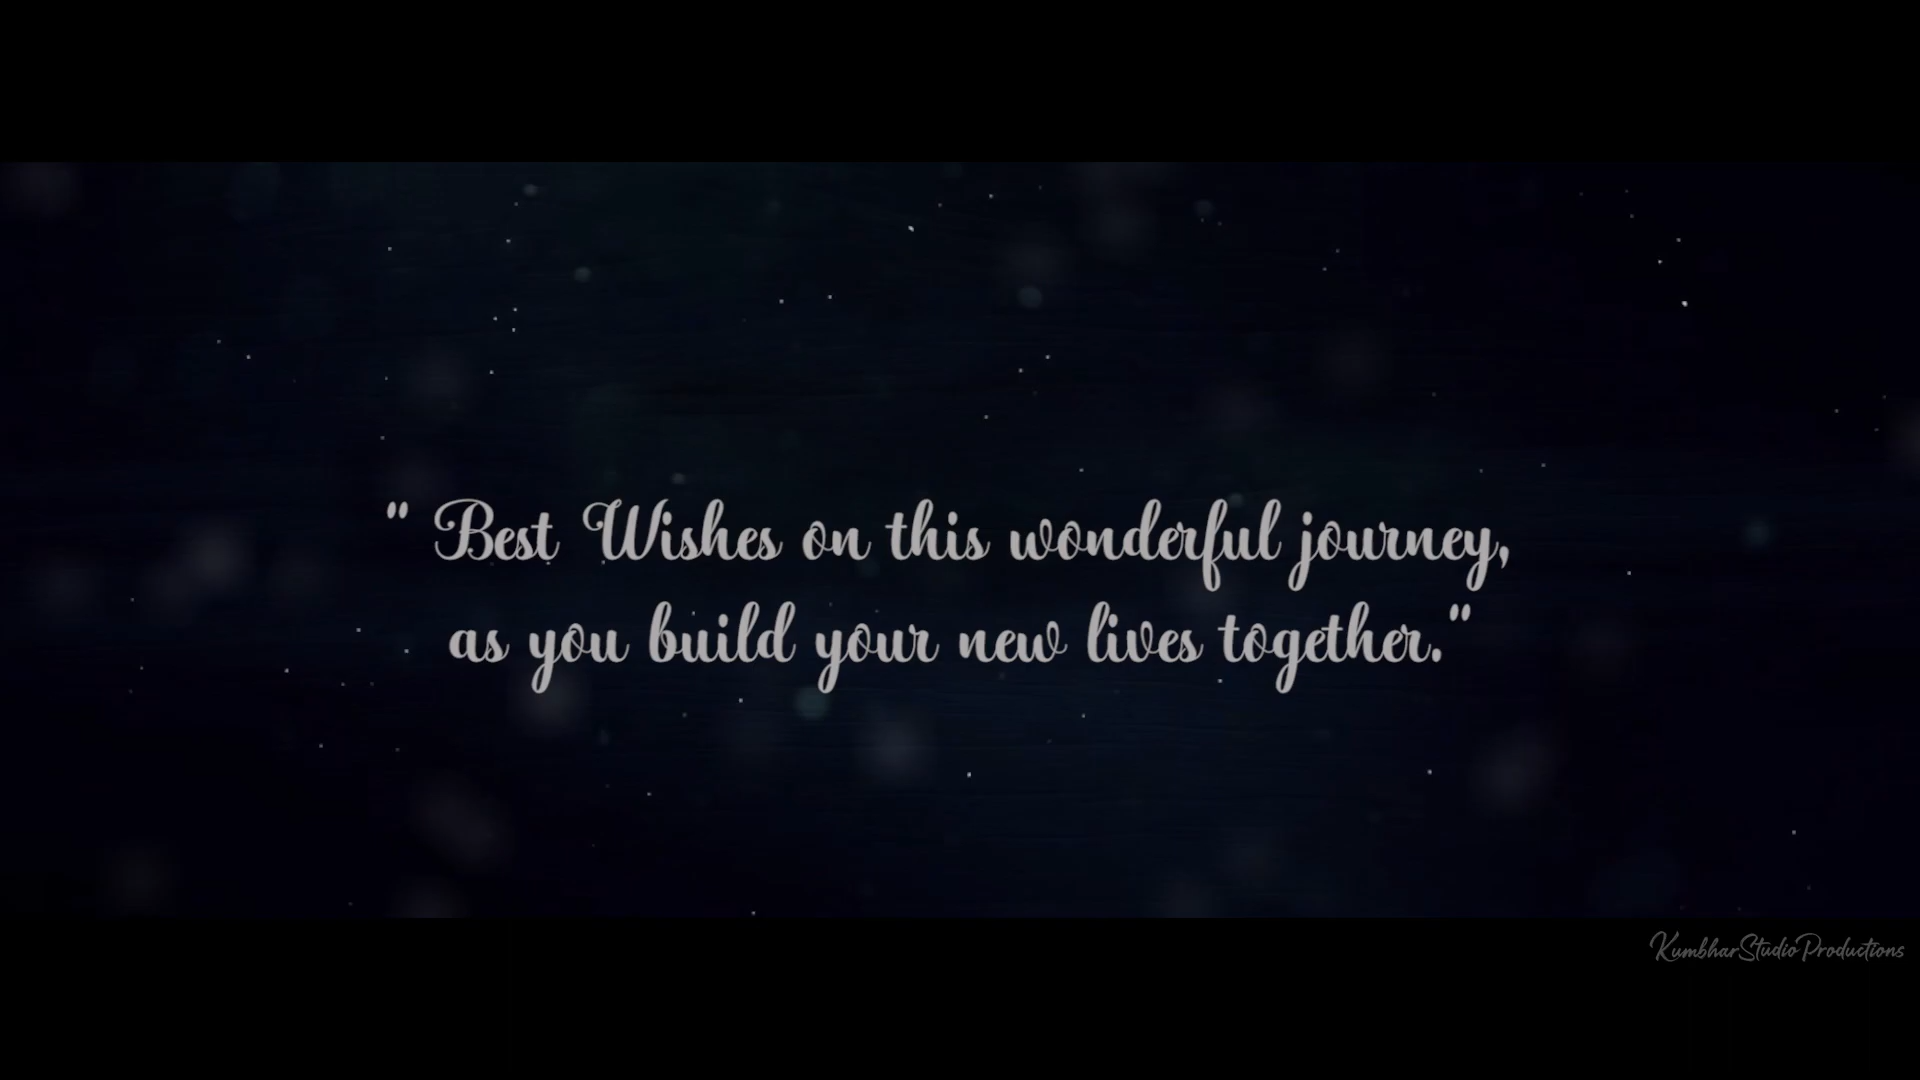 “ Best Wishes on this wonderful journey,
as you build your new lives together.“
KumbharStudioProductions